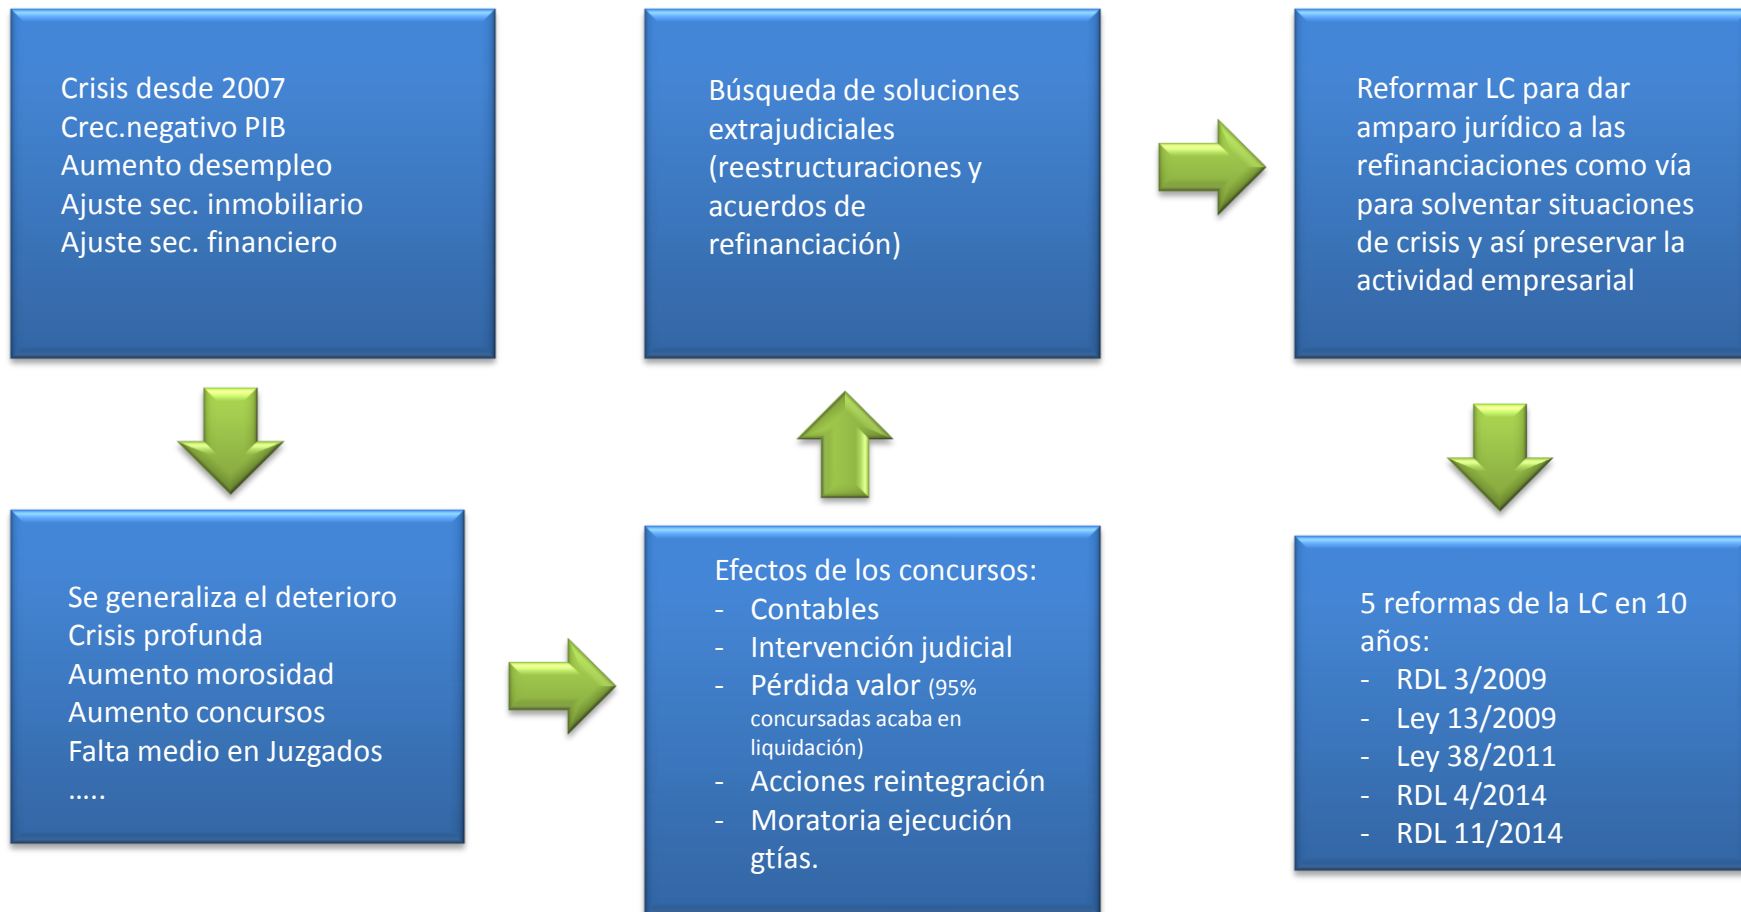 Crisis desde 2007
Crec.negativo PIB
Aumento desempleo
Ajuste sec. inmobiliario
Ajuste sec. financiero
Se generaliza el deterioro
Crisis profunda
Aumento morosidad
Aumento concursos
Falta medio en Juzgados
…..
Efectos de los concursos:
- Contables
- Intervención judicial
- Pérdida valor (95%
concursadas acaba en
liquidación)
- Acciones reintegración
- Moratoria ejecución
gtías.
Búsqueda de soluciones
extrajudiciales
(reestructuraciones y
acuerdos de
refinanciación)
Reformar LC para dar
amparo jurídico a las
refinanciaciones como vía
para solventar situaciones
de crisis y así preservar la
actividad empresarial
5 reformas de la LC en 10
años:
- RDL 3/2009
- Ley 13/2009
- Ley 38/2011
- RDL 4/2014
- RDL 11/2014